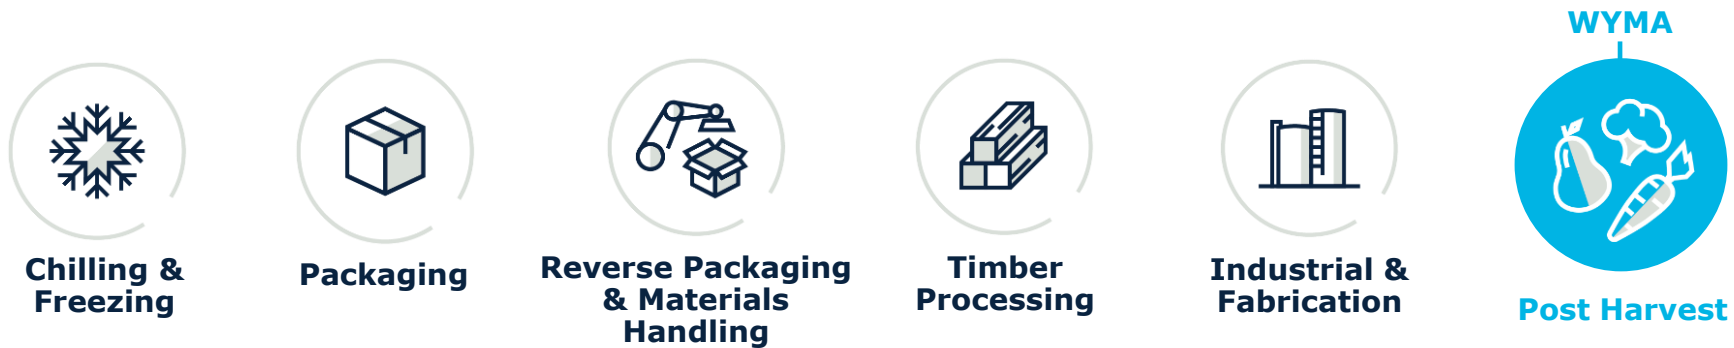 WYMA
Chilling &
Freezing
Packaging
Reverse Packaging
& Materials
Handling
Timber
Processing
Industrial &
Fabrication
Post Harvest